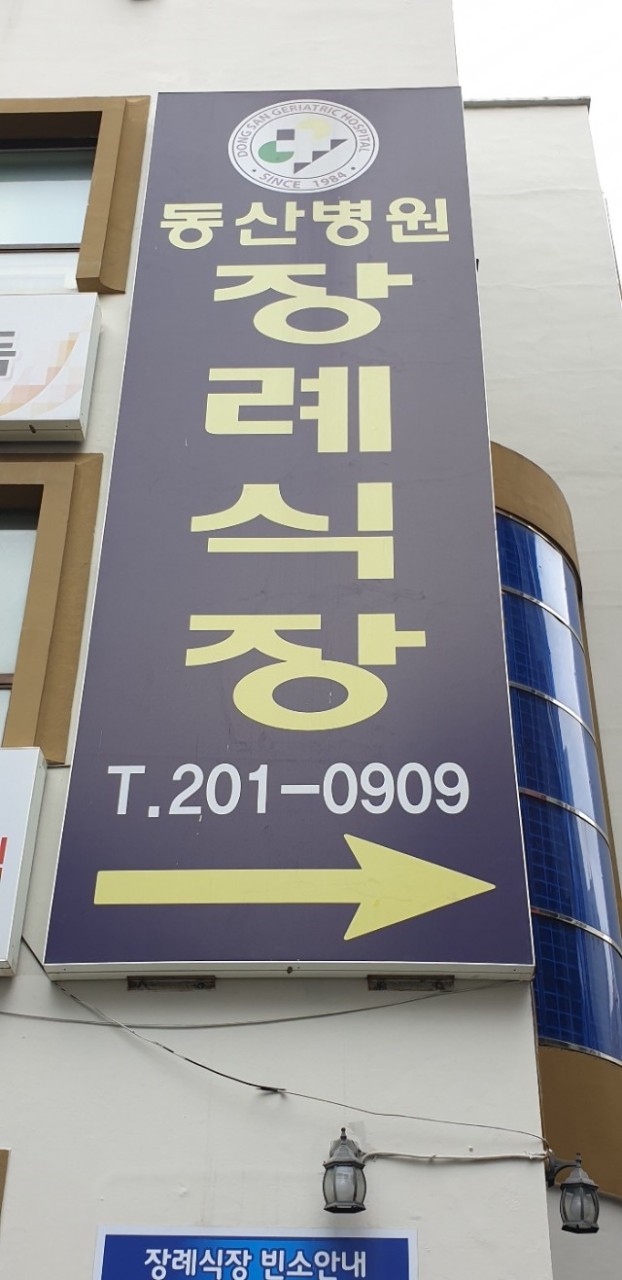 DONG SAN GERIATRIC HOSPITAL
· SINCE 1984 ·
동산병원
장
례
식
장
T.201-0909
장례식장 빈소안내